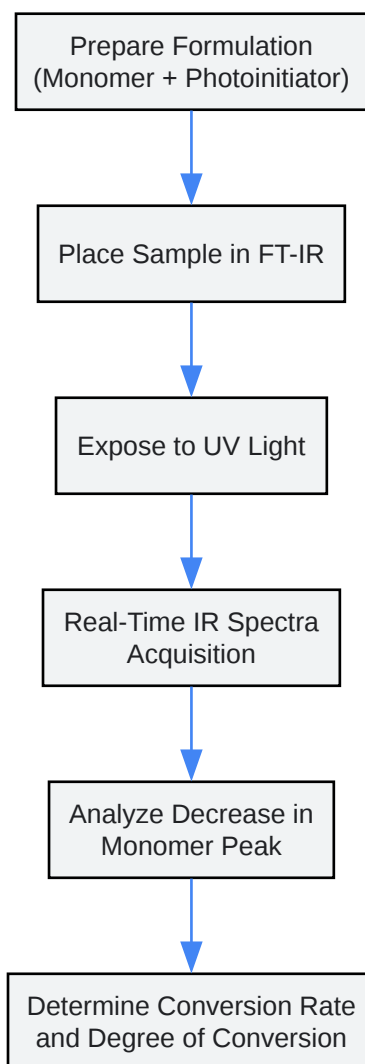 Prepare Formulation
(Monomer + Photoinitiator)
Place Sample in FT-IR
Expose to UV Light
Real-Time IR Spectra
Acquisition
Analyze Decrease in
Monomer Peak
Determine Conversion Rate
and Degree of Conversion